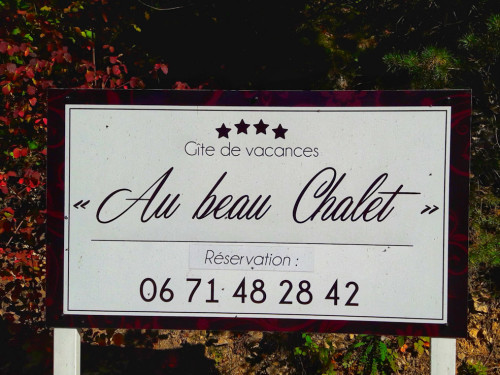 Gîte de vacances
« Au beau Chalet »
Réservation :
06 71 48 28 42